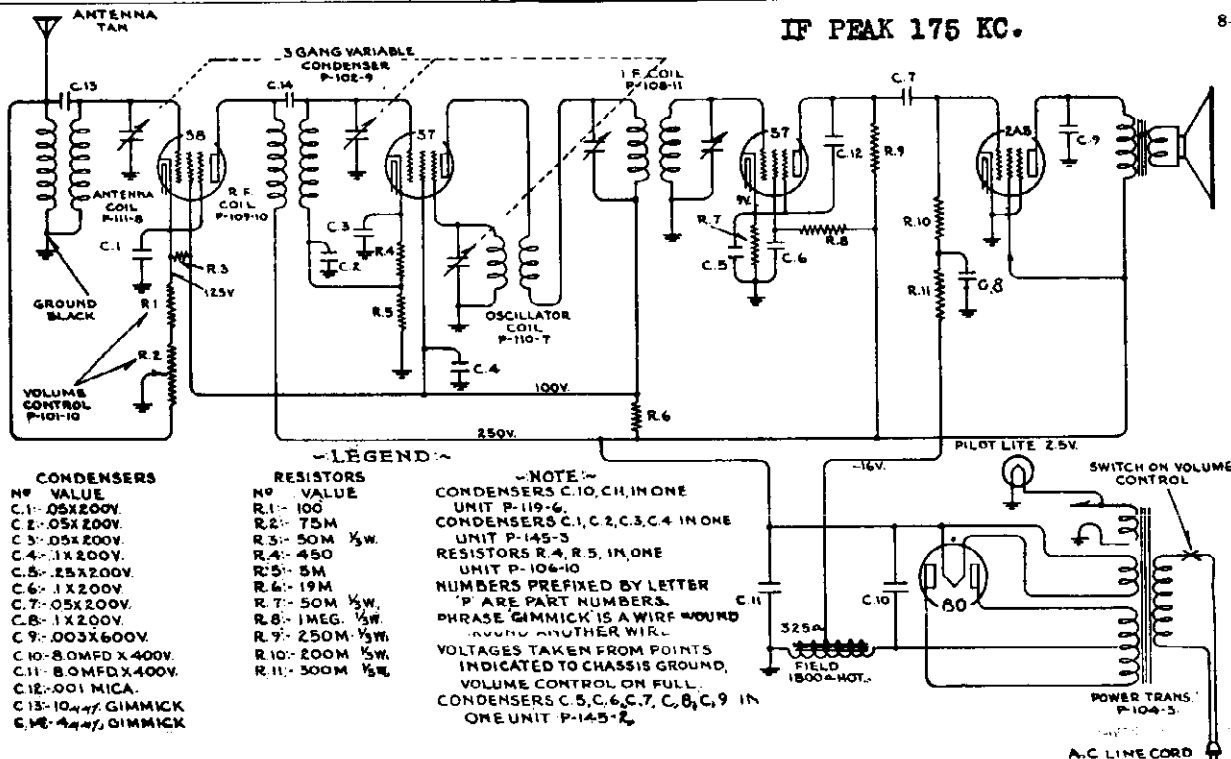 ANTENNA
TAN
IF PEAK 175 KC.
8-
3 GANG VARIABLE
CONDENSER
P-102-9
I.F. COIL
P-108-11
C.13
C.14
C.7
58
57
57
2A5
C.12
R.9
C.9
ANTENNA
COIL
P-111-8
R.F.
COIL
P-109-10
9V.
C.1
C.3
R.4
C.2
R.7
R.8
C.5
C.6
R.10
R.3
125V
R.1
R.5
R.11
C.8
GROUND
BLACK
OSCILLATOR
COIL
P-110-7
R.2
C.4
VOLUME
CONTROL
P-101-10
100V.
R.6
250V.
PILOT LITE 2.5V.
-16V.
SWITCH ON VOLUME
CONTROL
C.11
C.10
80
325Ω
FIELD
1800Ω HOT.
POWER TRANS.
P-104-3
A.C LINE CORD
~LEGEND~
CONDENSERS
Nº VALUE
C.1:-.05X200V.
C.2:-.05X200V.
C.3:-.05X200V.
C.4:-.1X200V.
C.5:-.25X200V.
C.6:-.1X200V.
C.7:-.05X200V.
C.8:-.1X200V.
C.9:-.003X600V.
C.10:-8.0MFD X 400V.
C.11:-8.0MFD X 400V.
C.12:-.001 MICA.
C.13:-10 GIMMICK
GIMMICK
RESISTORS
Nº VALUE
R.1:-100
R.2:-75M
R.3:-50M ⅓W.
R.4:-450
R.5:-5M
R.6:-19M
R.7:-50M ⅓W.
R.8:-1MEG. ⅓W.
R.9:-250M-⅓W.
R.10:-200M ⅓W.
R.11:-300M ⅓W.
~NOTE:~
CONDENSERS C.10, C.11, IN ONE
UNIT P-119-6.
CONDENSERS C.1, C.2, C.3, C.4 IN ONE
UNIT P-145-3
RESISTORS R.4, R.5, IN ONE
UNIT P-106-10
NUMBERS PREFIXED BY LETTER
'P' ARE PART NUMBERS.
PHRASE 'GIMMICK' IS A WIRE WOUND
AROUND ANOTHER WIRE
VOLTAGES TAKEN FROM POINTS
INDICATED TO CHASSIS GROUND,
VOLUME CONTROL ON FULL.
CONDENSERS C.5, C.6, C.7, C.8, C.9 IN
ONE UNIT P-145-2